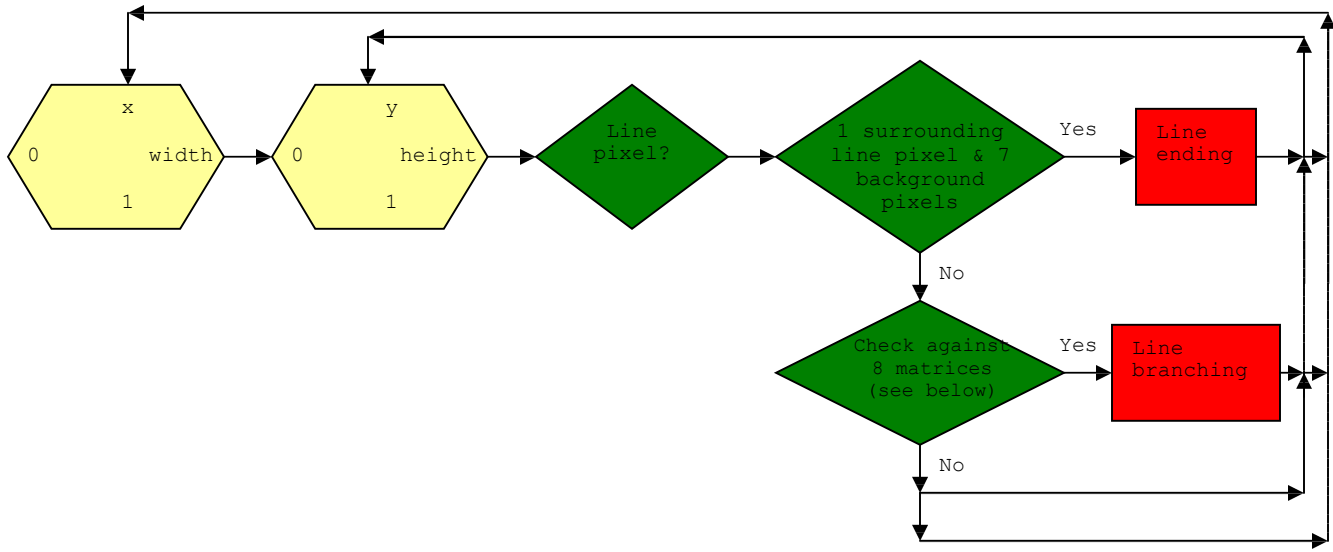 x
0
width
1
y
0
height
1
Line
pixel?
1 surrounding
line pixel & 7
background
pixels
Yes
Line
ending
No
Check against
8 matrices
(see below)
Yes
Line
branching
No